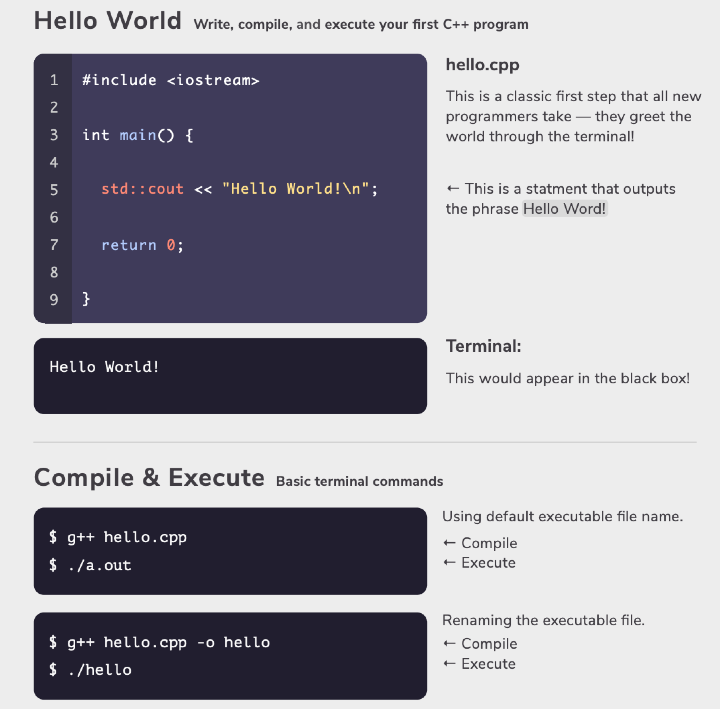 Hello World Write, compile, and execute your first C++ program
1 #include <iostream>
2
3 int main() {
4
5 std::cout << "Hello World!\n";
6
7 return 0;
8
9 }
hello.cpp
This is a classic first step that all new
programmers take — they greet the
world through the terminal!
← This is a statment that outputs
the phrase Hello Word!
Hello World!
Terminal:
This would appear in the black box!
Compile & Execute Basic terminal commands
$ g++ hello.cpp
$ ./a.out
Using default executable file name.
← Compile
← Execute
$ g++ hello.cpp -o hello
$ ./hello
Renaming the executable file.
← Compile
← Execute